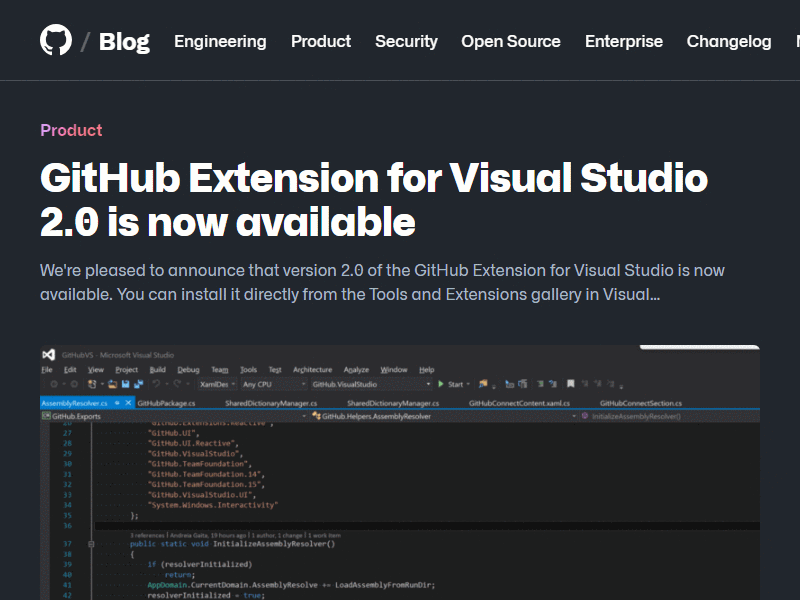 / Blog Engineering Product Security Open Source Enterprise Changelog
Product
GitHub Extension for Visual Studio
2.0 is now available
We're pleased to announce that version 2.0 of the GitHub Extension for Visual Studio is now
available. You can install it directly from the Tools and Extensions gallery in Visual...
GitHubVS - Microsoft Visual Studio
File Edit View Project Build Debug Team Tools Test Architecture Analyze Window Help
XamlDes Any CPU GitHub.VisualStudio Start
AssemblyResolver.cs GitHubPackage.cs SharedDictionaryManager.cs SharedDictionaryManager.cs GitHubConnectContent.xaml.cs GitHubConnectSection.cs
GitHub.Exports GitHub.Helpers.AssemblyResolver InitializeAssemblyResolver()
26 "GitHub.Extensions.Reactive",
27 "GitHub.UI",
28 "GitHub.UI.Reactive",
29 "GitHub.VisualStudio",
30 "GitHub.TeamFoundation",
31 "GitHub.TeamFoundation.14",
32 "GitHub.TeamFoundation.15",
33 "GitHub.VisualStudio.UI",
34 "System.Windows.Interactivity"
35 };
36
3 references | Andreia Gaita, 19 hours ago | 1 author, 1 change | 1 work item
37 public static void InitializeAssemblyResolver()
38 {
39 if (resolverInitialized)
40 return;
41 AppDomain.CurrentDomain.AssemblyResolve += LoadAssemblyFromRunDir;
42 resolverInitialized = true;